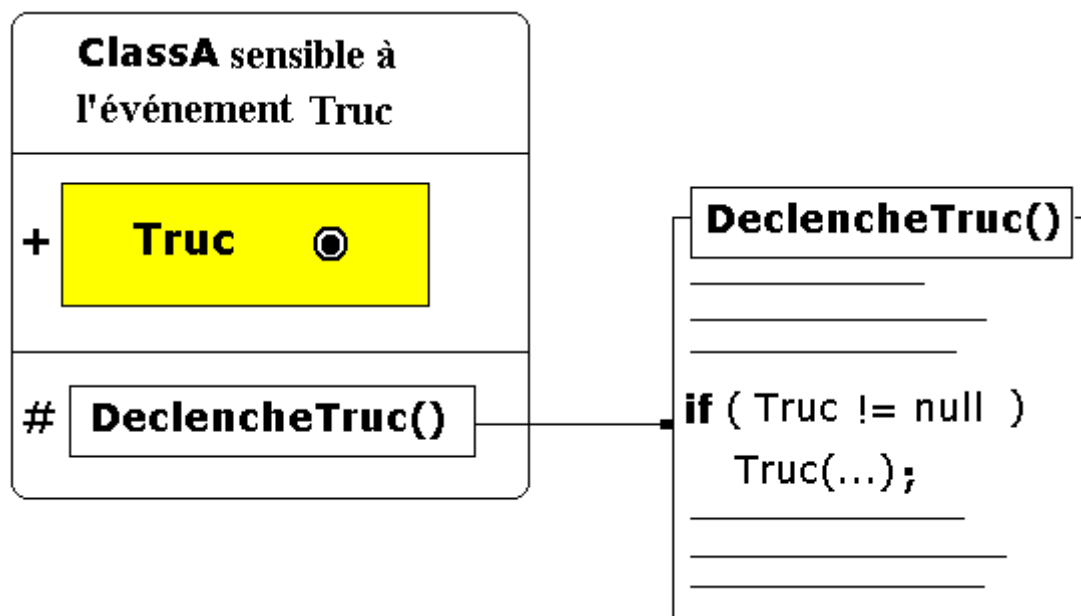 ClassA sensible à
l'événement Truc
+ Truc
# DeclencheTruc()
DeclencheTruc()
if ( Truc != null )
Truc(...);